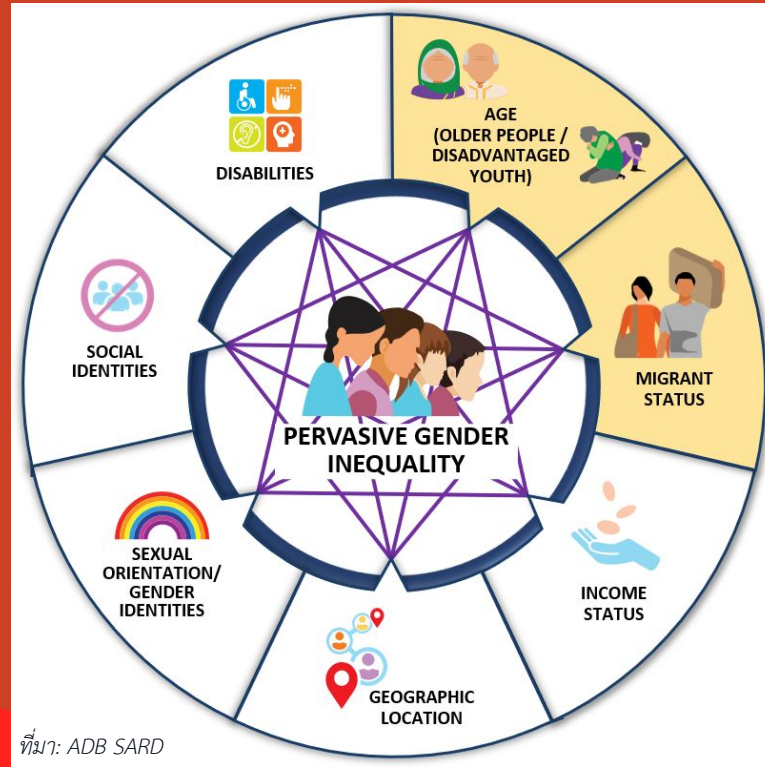 DISABILITIES
AGE
(OLDER PEOPLE /
DISADVANTAGED
YOUTH)
SOCIAL
IDENTITIES
MIGRANT
STATUS
PERVASIVE GENDER
INEQUALITY
SEXUAL
ORIENTATION/
GENDER
IDENTITIES
INCOME
STATUS
GEOGRAPHIC
LOCATION
ที่มา: ADB SARD